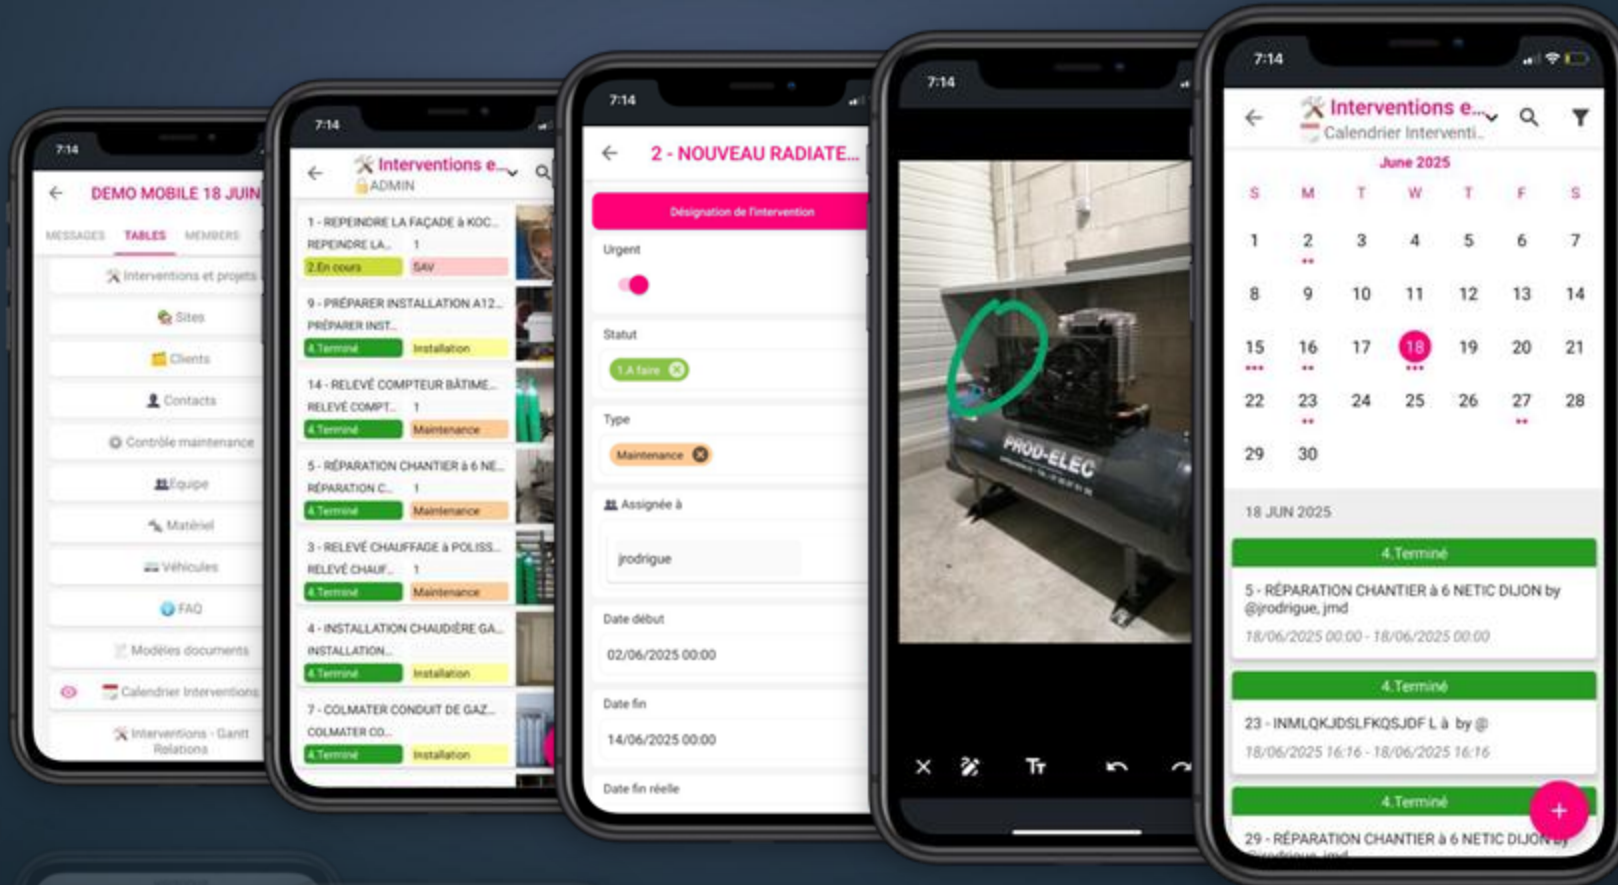 7:14
DEMO MOBILE 18 JUIN
MESSAGES TABLES MEMBERS
Interventions et projets
Sites
Clients
Contacts
Contrôle maintenance
Equipe
Matériel
Véhicules
FAQ
Modèles documents
Calendrier Interventions
Interventions - Gantt
Relations
7:14
Interventions e...
ADMIN
1 - REPEINDRE LA FAÇADE à KOC...
REPEINDRE LA... 1
2.En cours SAV
9 - PRÉPARER INSTALLATION A12...
PRÉPARER INST...
4.Terminé Installation
14 - RELEVÉ COMPTEUR BÂTIME...
RELEVÉ COMPT... 1
4.Terminé Maintenance
5 - RÉPARATION CHANTIER à 6 NE...
RÉPARATION C... 1
4.Terminé Maintenance
3 - RELEVÉ CHAUFFAGE à POLISS...
RELEVÉ CHAUF... 1
4.Terminé Maintenance
4 - INSTALLATION CHAUDIÈRE GA...
INSTALLATION...
4.Terminé Installation
7 - COLMATER CONDUIT DE GAZ...
COLMATER CO...
4.Terminé Installation
7:14
2 - NOUVEAU RADIATE...
Désignation de l'intervention
Urgent
Statut
1.A faire
Type
Maintenance
Assignée à
jrodrigue
Date début
02/06/2025 00:00
Date fin
14/06/2025 00:00
Date fin réelle
7:14
PROD-ELEC
TT
7:14
Interventions e...
Calendrier Interventi...
June 2025
S M T W T F S
1 2 3 4 5 6 7
8 9 10 11 12 13 14
15 16 17 18 19 20 21
22 23 24 25 26 27 28
29 30
18 JUN 2025
4.Terminé
5 - RÉPARATION CHANTIER à 6 NETIC DIJON by
@jrodrigue, jmd
18/06/2025 00:00 - 18/06/2025 00:00
4.Terminé
23 - INMLQKJDSLFKQSJDF L à by @
18/06/2025 16:16 - 18/06/2025 16:16
4.Terminé
29 - RÉPARATION CHANTIER à 6 NETIC DIJON by